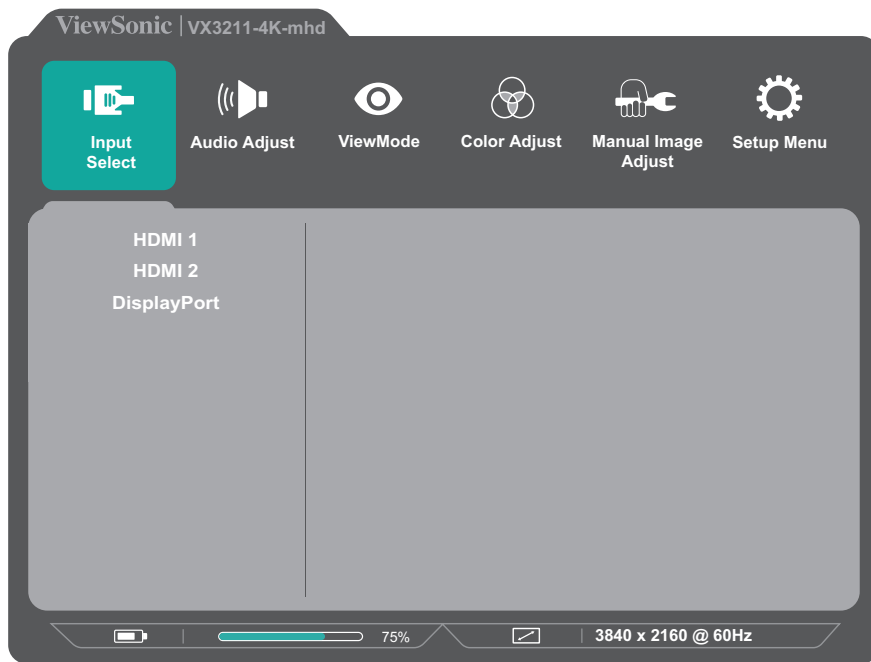 ViewSonic | VX3211-4K-mhd
Input
Select
Audio Adjust
ViewMode
Color Adjust
Manual Image
Adjust
Setup Menu
HDMI 1
HDMI 2
DisplayPort
75%
3840 x 2160 @ 60Hz